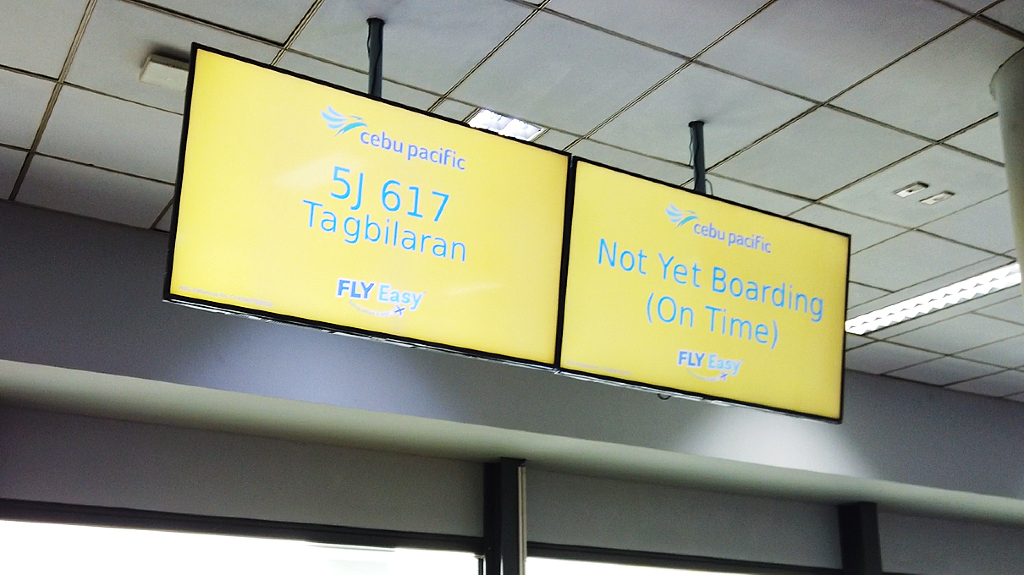 cebu pacific
5J 617
Tagbilaran
FLY Easy
cebu pacific
Not Yet Boarding
(On Time)
FLY Easy